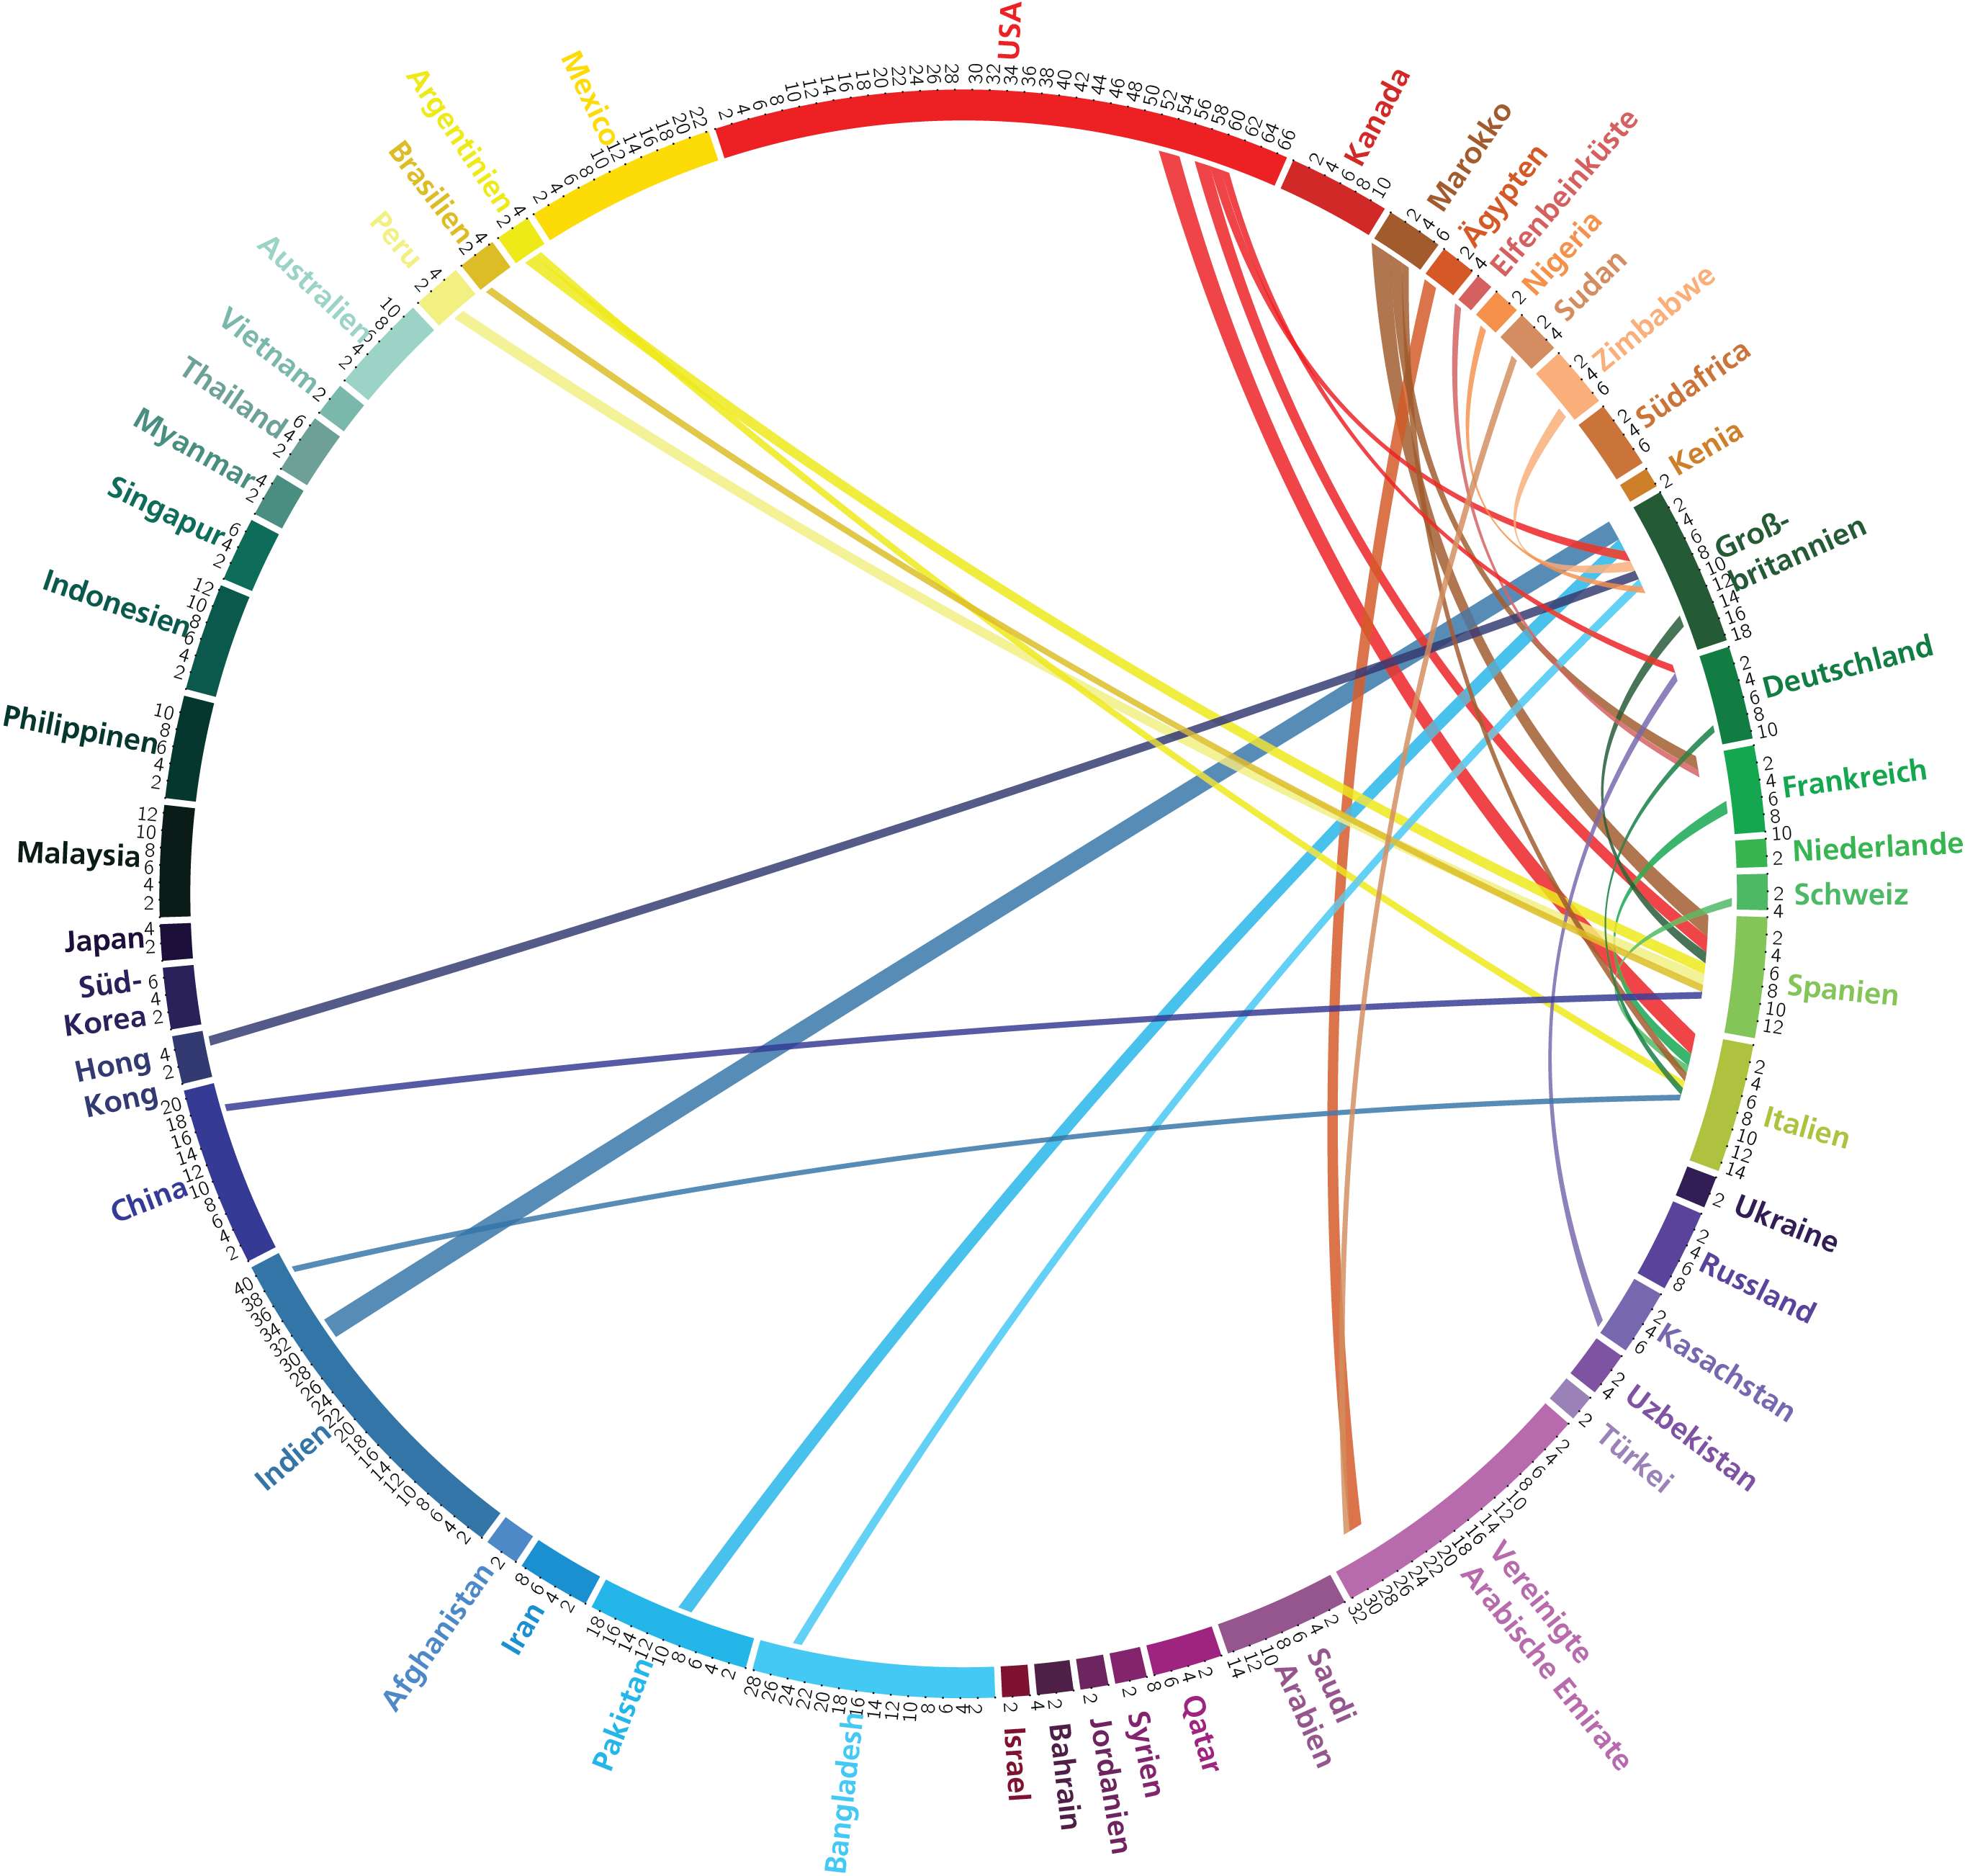 USA
Kanada
Marokko
Ägypten
Elfenbeinküste
Nigeria
Sudan
Zimbabwe
Südafrica
Kenia
Groß-
britannien
Deutschland
Frankreich
Niederlande
Schweiz
Spanien
Italien
Ukraine
Russland
Kasachstan
Uzbekistan
Türkei
Vereinigte
Arabische Emirate
Saudi
Arabien
Qatar
Syrien
Jordanien
Bahrain
Israel
Bangladesh
Pakistan
Iran
Afghanistan
Indien
China
Hong
Kong
Süd-
Korea
Japan
Malaysia
Philippinen
Indonesien
Singapur
Myanmar
Thailand
Vietnam
Australien
Peru
Brasilien
Argentinien
Mexico
2 4 6 8 10 12 14 16 18 20 22 24 26 28 30 32 34 36 38 40 42 44 46 48 50 52 54 56 58 60 62 64 66
2 4 6 8 10
2 4 6
2 4
2
2 4
2 4 6
2 4 6
2
2 4 6 8 10 12 14 16 18
2 4 6 8 10
2 4 6 8 10
2
2 4
2 4 6 8 10 12
2 4 6 8 10 12 14
2
2 4 6 8
2 4 6
2 4
2
2 4 6 8 10 12 14 16 18 20 22 24 26 28 30 32
2 4 6 8 10 12 14
2 4 6 8
2
2
2 4
2
2 4 6 8 10 12 14 16 18 20 22 24 26 28
2 4 6 8 10 12 14 16 18
2 4 6 8
2
2 4 6 8 10 12 14 16 18 20 22 24 26 28 30 32 34 36 38 40
2 4 6 8 10 12 14 16 18 20
2 4
2 4 6
2 4
2 4 6 8 10 12
2 4 6 8 10
2 4 6 8 10 12
2 4 6
2 4
2 4 6
2
2 4 6 8 10
2 4
2 4
2 4
2 4 6 8 10 12 14 16 18 20 22